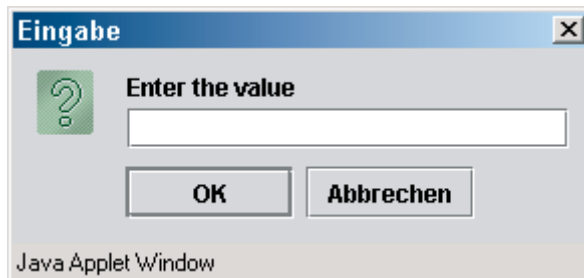 Eingabe
Enter the value
OK Abbrechen
Java Applet Window